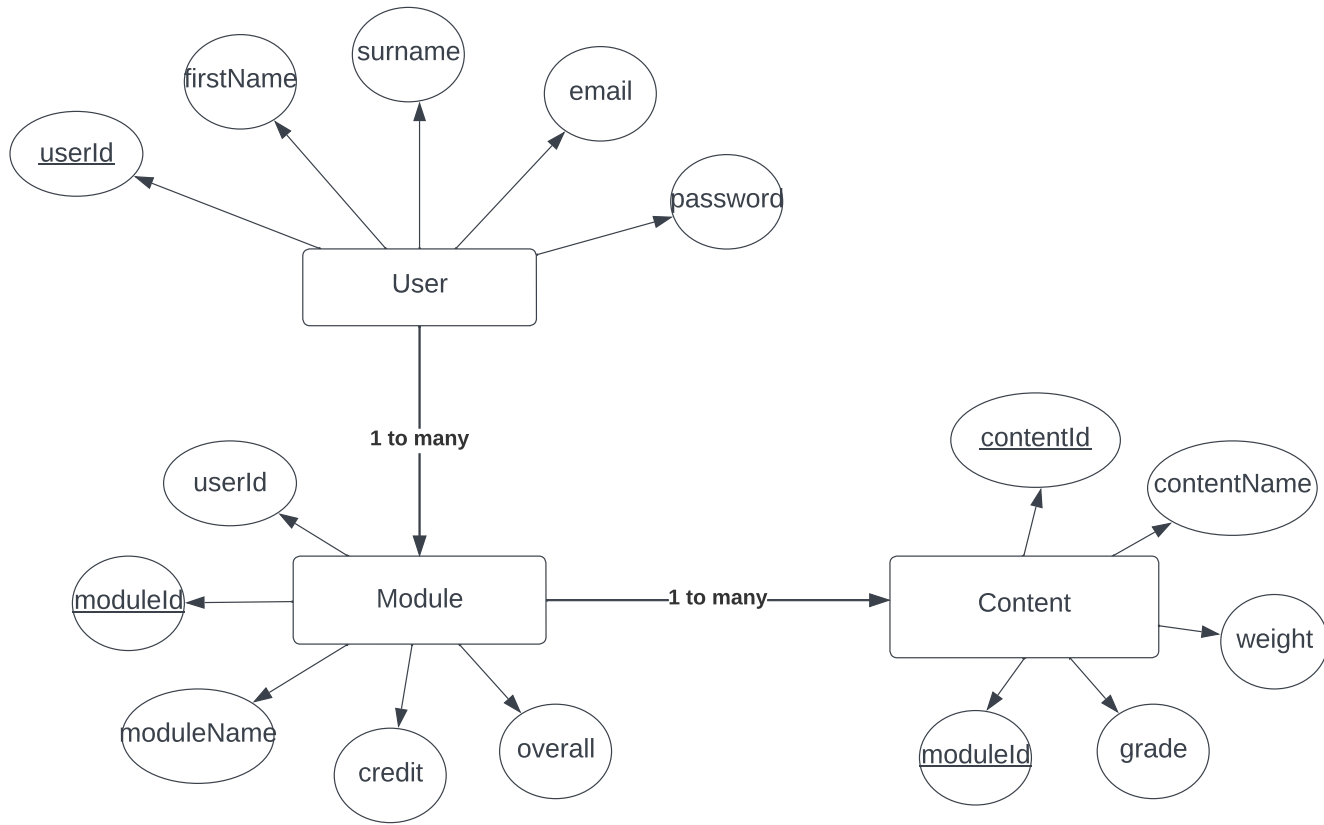 surname
firstName
email
userId
password
User
1 to many
userId
contentId
contentName
moduleId
Module
1 to many
Content
weight
moduleName
credit
overall
moduleId
grade